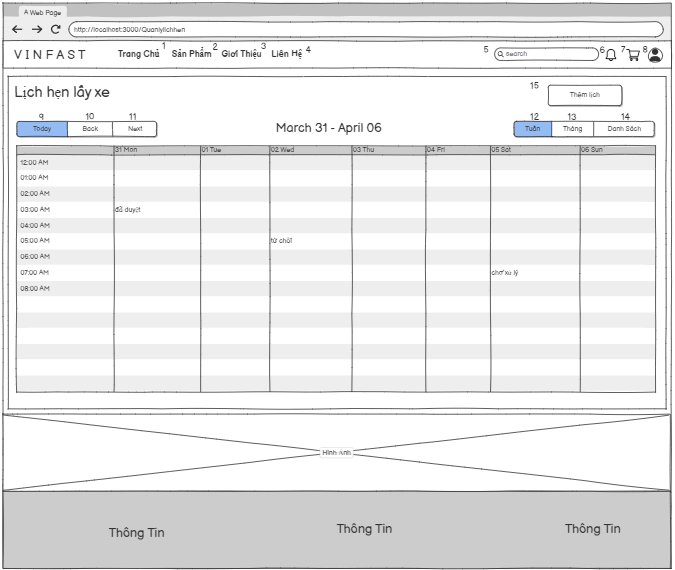 A Web Page
http://localhost:3000/Quanlylichhen
VINFAST Trang Chủ 1 Sản Phẩm 2 Giới Thiệu 3 Liên Hệ 4 5 Search 6 7 8
Lịch hẹn lấy xe 15 Thêm lịch
9 10 11 12 13 14
Today Back Next March 31 - April 06 Tuần Tháng Danh Sách
31 Mon 01 Tue 02 Wed 03 Thu 04 Fri 05 Sat 06 Sun
12:00 AM
01:00 AM
02:00 AM
03:00 AM đã duyệt
04:00 AM
05:00 AM từ chối
06:00 AM
07:00 AM chờ xử lý
08:00 AM
Hình Ảnh
Thông Tin Thông Tin Thông Tin